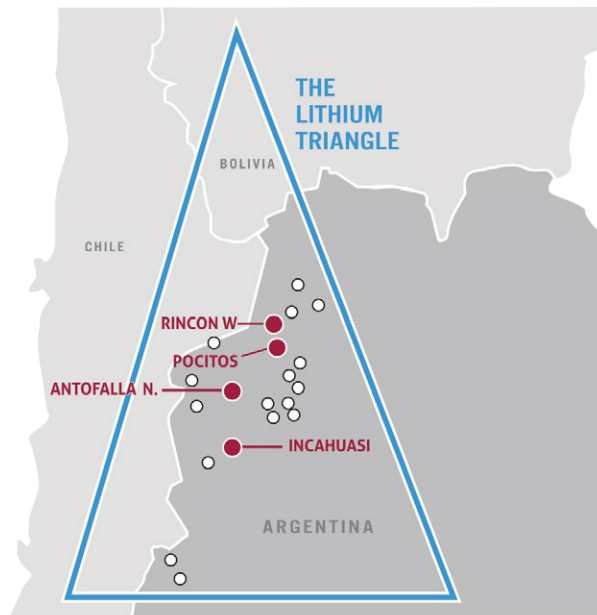 THE
LITHIUM
TRIANGLE
BOLIVIA
CHILE
RINCON W
POCITOS
ANTOFALLA N.
INCAHUASI
ARGENTINA